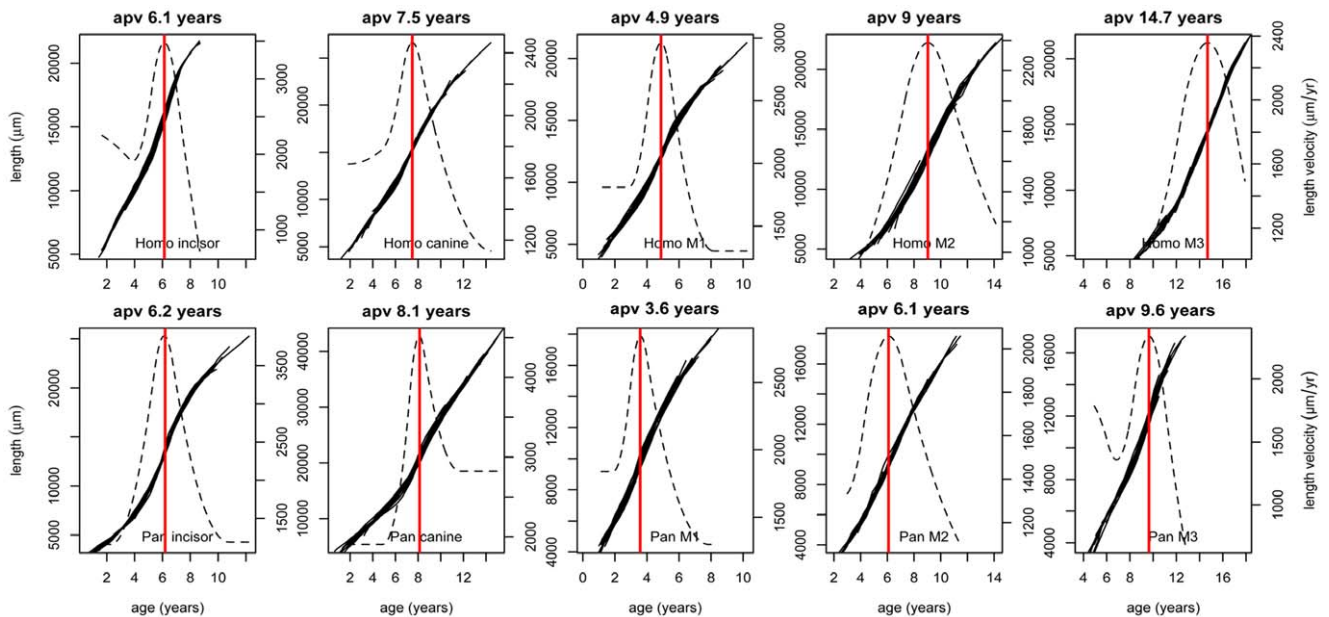 apv 6.1 years
5000 10000 15000 20000
length (µm)
1000 2000 3000
Homo incisor
2 4 6 8 10 12
apv 7.5 years
5000 10000 20000
1200 1600 2000 2400
Homo canine
2 4 6 8 12
apv 4.9 years
5000 10000 15000 20000
1500 2000 2500 3000
Homo M1
0 2 4 6 8 10
apv 9 years
5000 10000 15000 20000
1000 1400 1800 2200
Homo M2
2 4 6 8 10 12 14
apv 14.7 years
5000 10000 15000 20000
1200 1600 2000 2400
length velocity (µm/yr)
Homo M3
4 8 12 16
apv 6.2 years
5000 10000 20000
length (µm)
1500 2500 3500
Pan incisor
2 4 6 8 10 12
age (years)
apv 8.1 years
10000 20000 30000 40000
2000 3000 4000
Pan canine
2 4 6 8 12
age (years)
apv 3.6 years
4000 8000 12000 16000
1500 2000 2500
Pan M1
0 2 4 6 8 10
age (years)
apv 6.1 years
4000 8000 12000 16000
1200 1400 1600 1800 2000
Pan M2
2 4 6 8 10 12 14
age (years)
apv 9.6 years
4000 8000 12000 16000
1000 1500 2000
length velocity (µm/yr)
Pan M3
4 8 12 16
age (years)